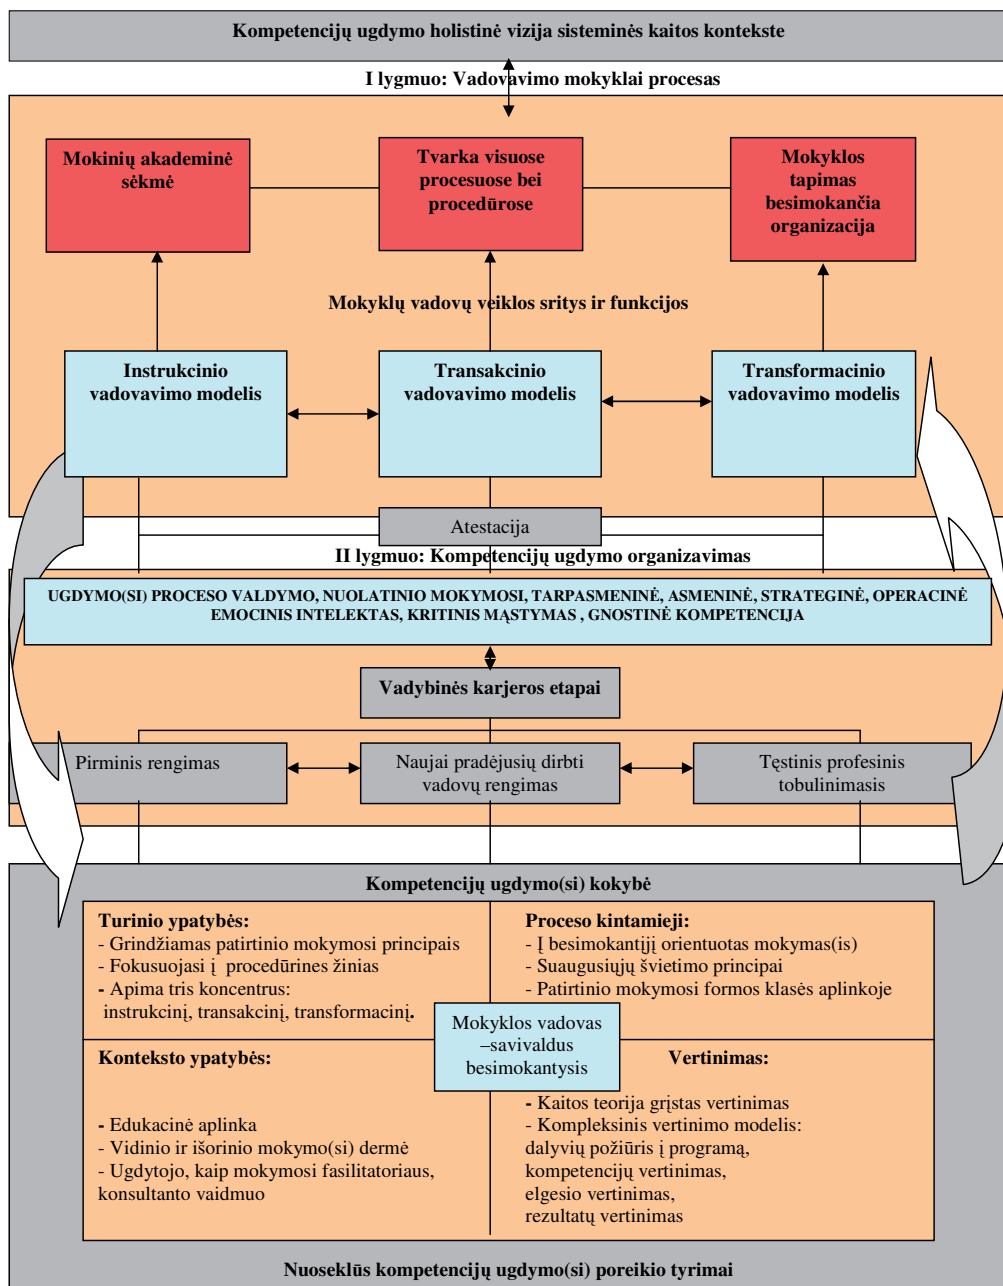 Kompetencijų ugdymo holistinė vizija sisteminės kaitos kontekste
I lygmuo: Vadovavimo mokyklai procesas
Mokinių akademinė
sėkmė
Tvarka visuose
procesuose bei
procedūrose
Mokyklos
tapimas
besimokančia
organizacija
Mokyklų vadovų veiklos sritys ir funkcijos
Instrukcinio
vadovavimo modelis
Transakcinio
vadovavimo modelis
Transformacinio
vadovavimo modelis
Atestacija
II lygmuo: Kompetencijų ugdymo organizavimas
UGDYMO(SI) PROCESO VALDYMO, NUOLATINIO MOKYMOSI, TARPASMENINĖ, ASMENINĖ, STRATEGINĖ, OPERACINĖ
EMOCINIS INTELEKTAS, KRITINIS MĄSTYMAS , GNOSTINĖ KOMPETENCIJA
Vadybinės karjeros etapai
Pirminis rengimas
Naujai pradėjusių dirbti
vadovų rengimas
Tęstinis profesinis
tobulinimasis
Kompetencijų ugdymo(si) kokybė
Turinio ypatybės:
- Grindžiamas patirtinio mokymosi principais
- Fokusuojasi į procedūrines žinias
- Apima tris koncentrus:
instrukcinį, transakcinį, transformacinį.
Proceso kintamieji:
- Į besimokantįjį orientuotas mokymas(is)
- Suaugusiųjų švietimo principai
- Patirtinio mokymosi formos klasės aplinkoje
Mokyklos vadovas
–savivaldus
besimokantysis
Konteksto ypatybės:
- Edukacinė aplinka
- Vidinio ir išorinio mokymo(si) dermė
- Ugdytojo, kaip mokymosi fasilitatoriaus,
konsultanto vaidmuo
Vertinimas:
- Kaitos teorija grįstas vertinimas
- Kompleksinis vertinimo modelis:
dalyvių požiūris į programą,
kompetencijų vertinimas,
elgesio vertinimas,
rezultatų vertinimas
Nuoseklūs kompetencijų ugdymo(si) poreikio tyrimai